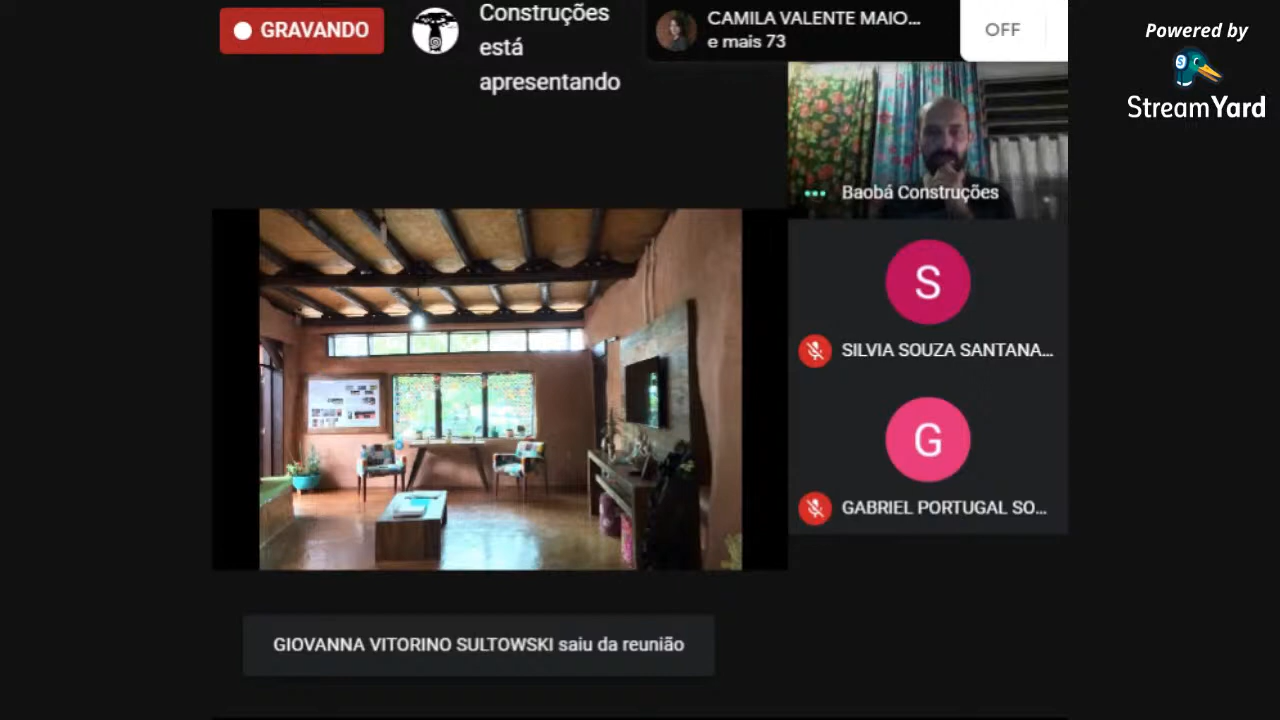 GRAVANDO
Construções
está
apresentando
CAMILA VALENTE MAIO...
e mais 73
OFF
Powered by
StreamYard
Baobá Construções
SILVIA SOUZA SANTANA...
GABRIEL PORTUGAL SO...
S
G
GIOVANNA VITORINO SULTOWSKI saiu da reunião